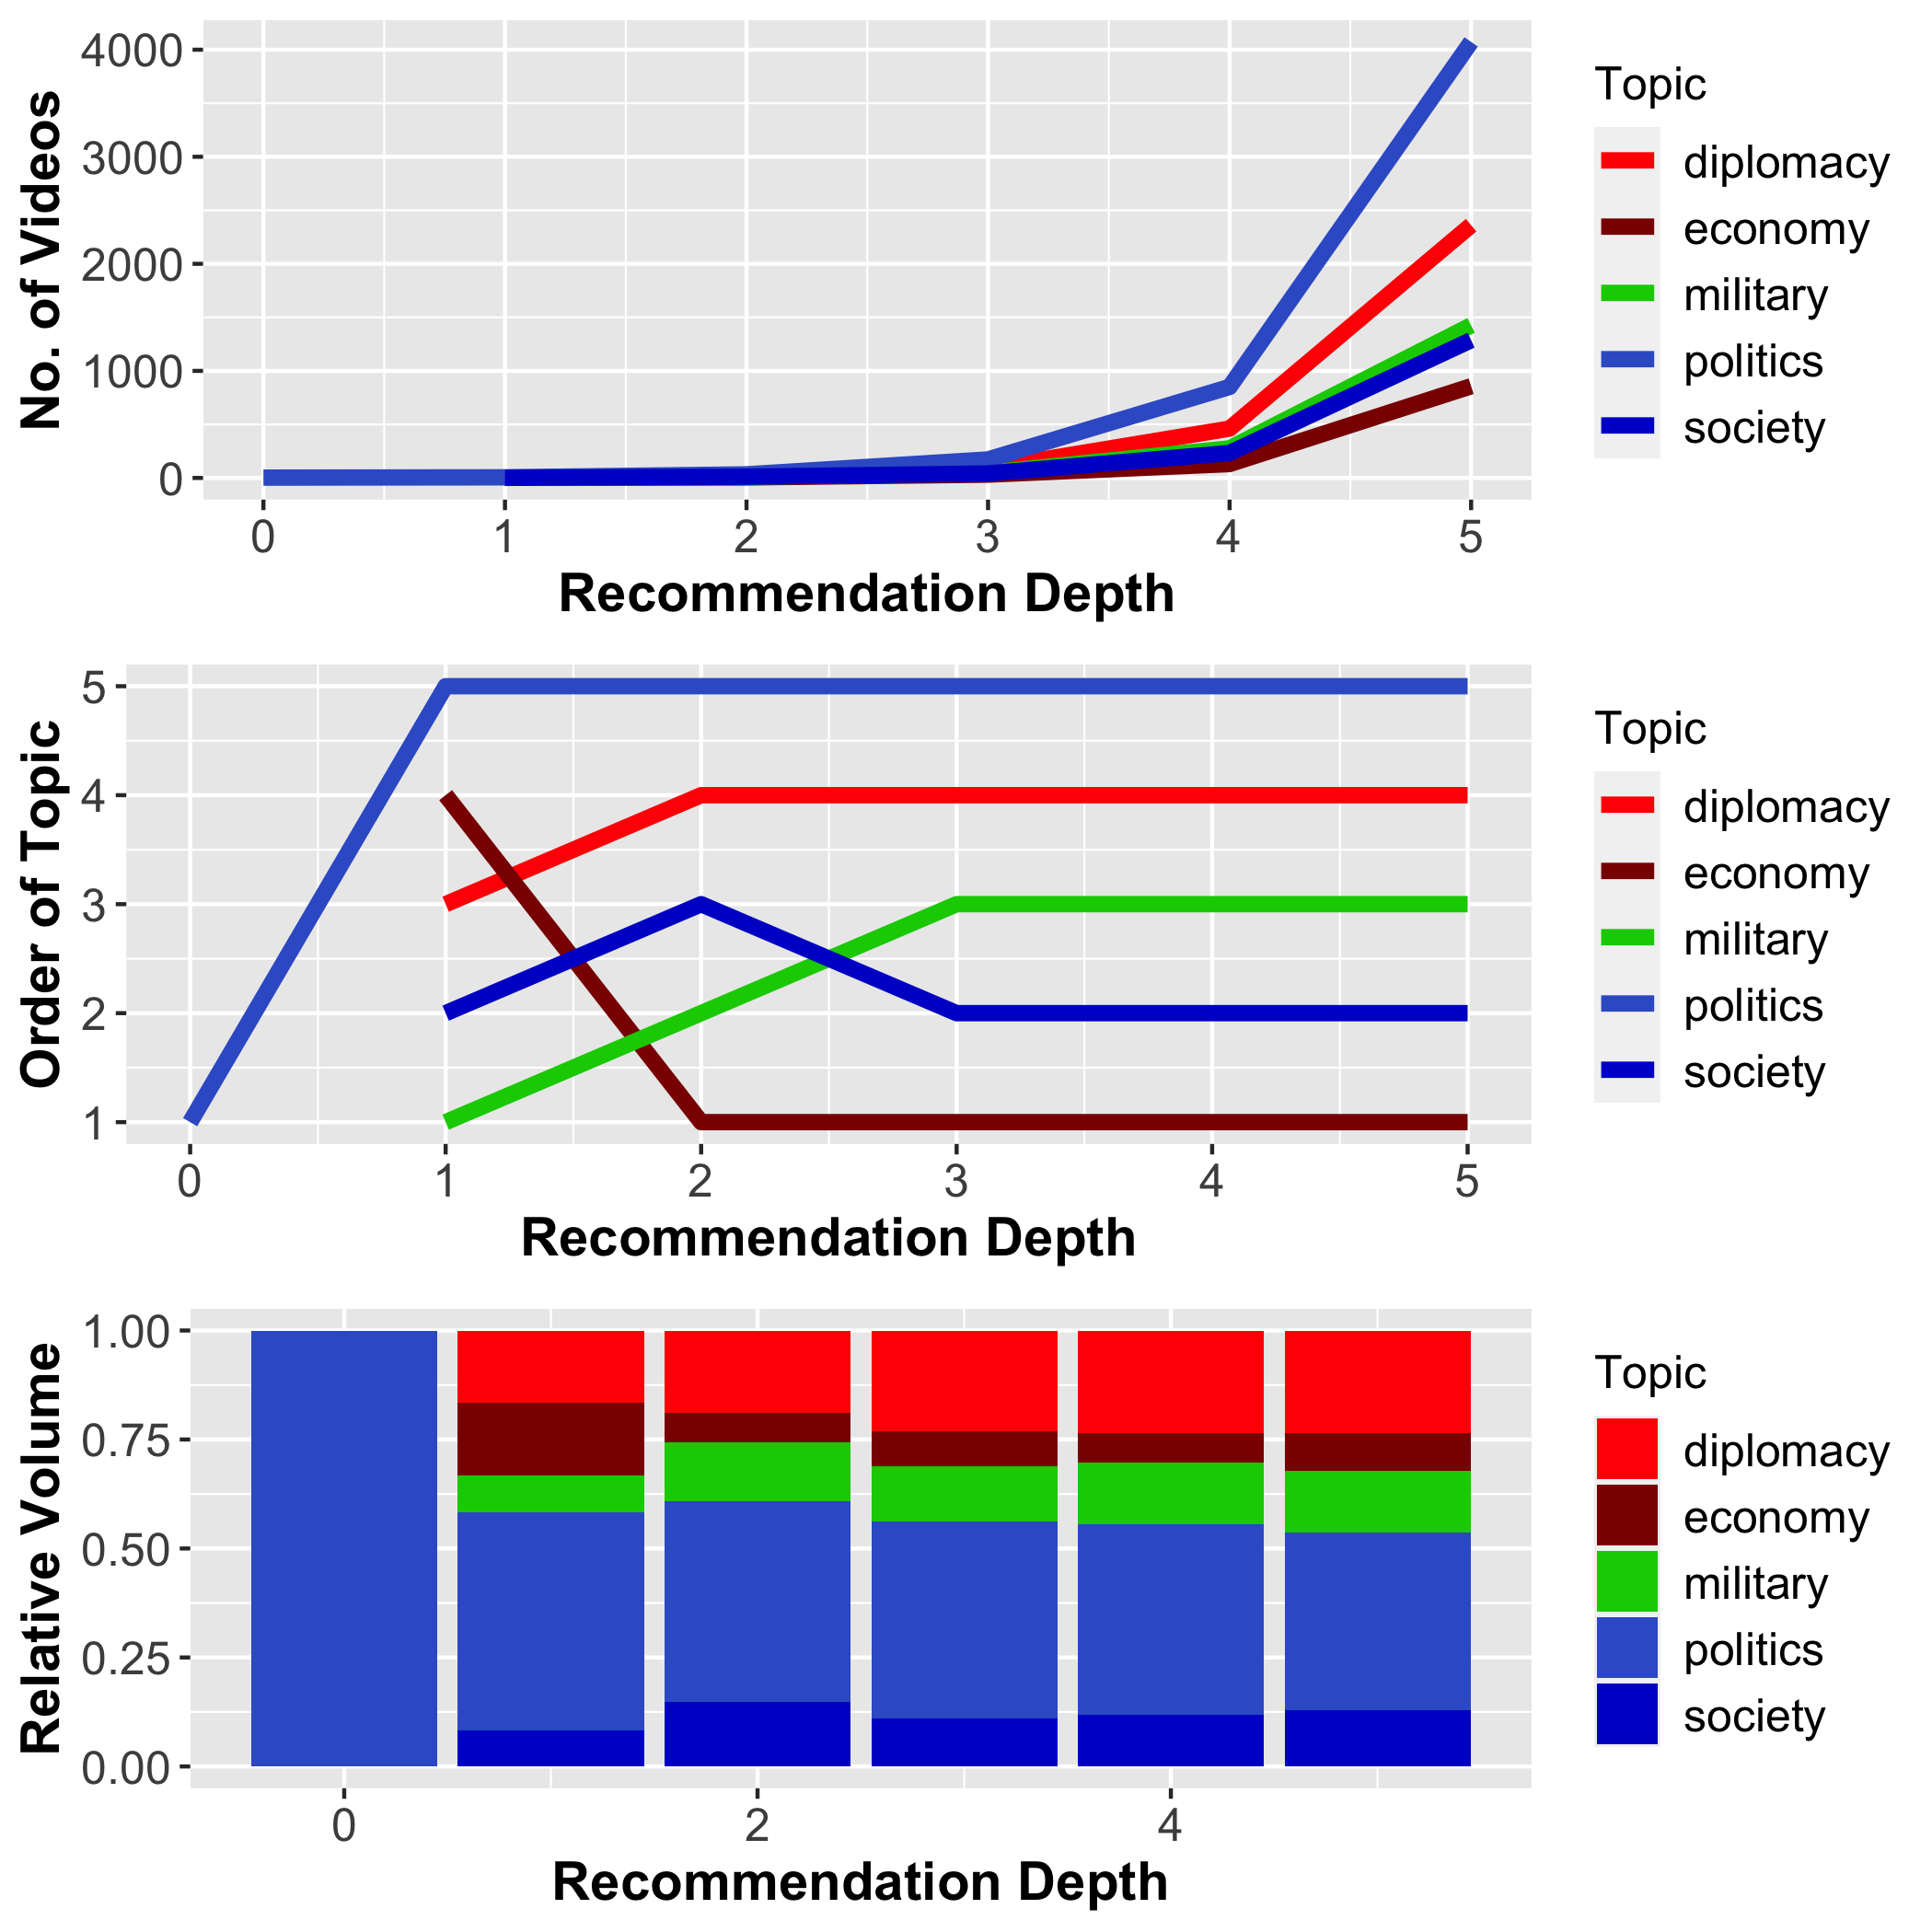 No. of Videos
4000
3000
2000
1000
0
0 1 2 3 4 5
Recommendation Depth
Topic
diplomacy
economy
military
politics
society
Order of Topic
5
4
3
2
1
0 1 2 3 4 5
Recommendation Depth
Topic
diplomacy
economy
military
politics
society
Relative Volume
1.00
0.75
0.50
0.25
0.00
0 2 4
Recommendation Depth
Topic
diplomacy
economy
military
politics
society